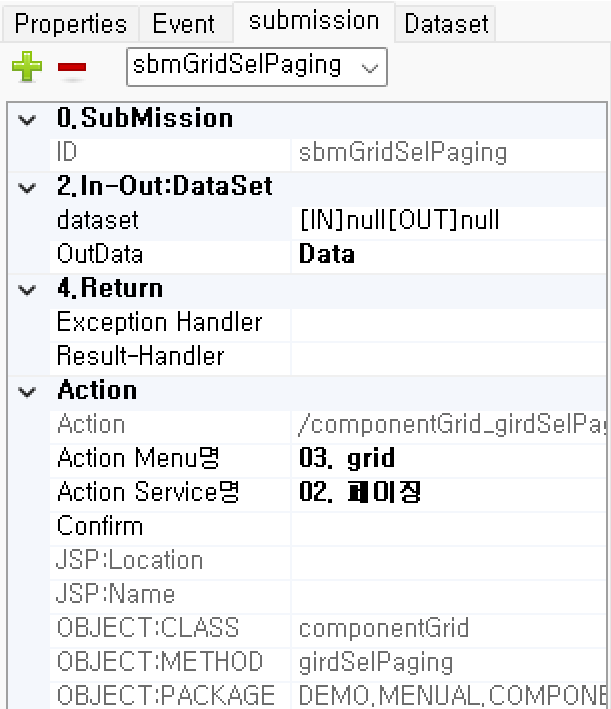 Properties Event submission Dataset
sbmGridSelPaging
0.SubMission
ID sbmGridSelPaging
2.In-Out:DataSet
dataset [IN]null[OUT]null
OutData Data
4.Return
Exception Handler
Result-Handler
Action
Action /componentGrid_girdSelPa
Action Menu명 03. grid
Action Service명 02. 페이징
Confirm
JSP:Location
JSP:Name
OBJECT:CLASS componentGrid
OBJECT:METHOD girdSelPaging
OBJECT:PACKAGE DEMO.MENUAL.COMPONE